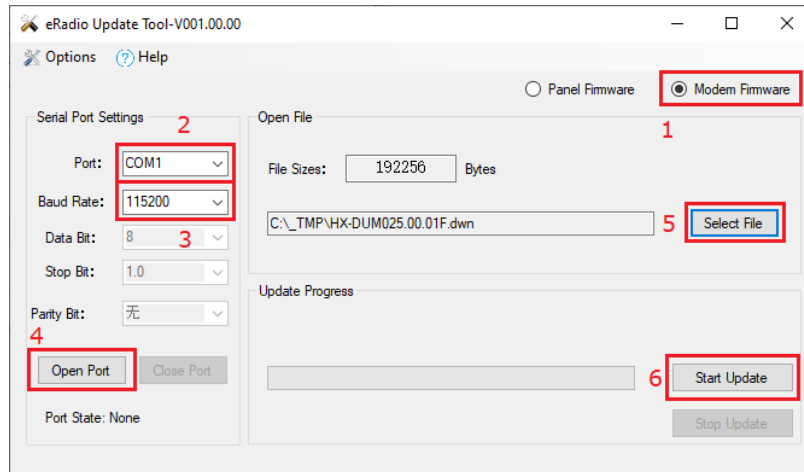 eRadio Update Tool-V001.00.00
Options Help
Panel Firmware Modem Firmware
1
Serial Port Settings
2
Port: COM1
Baud Rate: 115200
3
Data Bit: 8
Stop Bit: 1.0
Parity Bit: 无
4
Open Port Close Port
Port State: None
Open File
File Sizes: 192256 Bytes
C:\_TMP\HX-DUM025.00.01F.dwn 5 Select File
Update Progress
6 Start Update
Stop Update